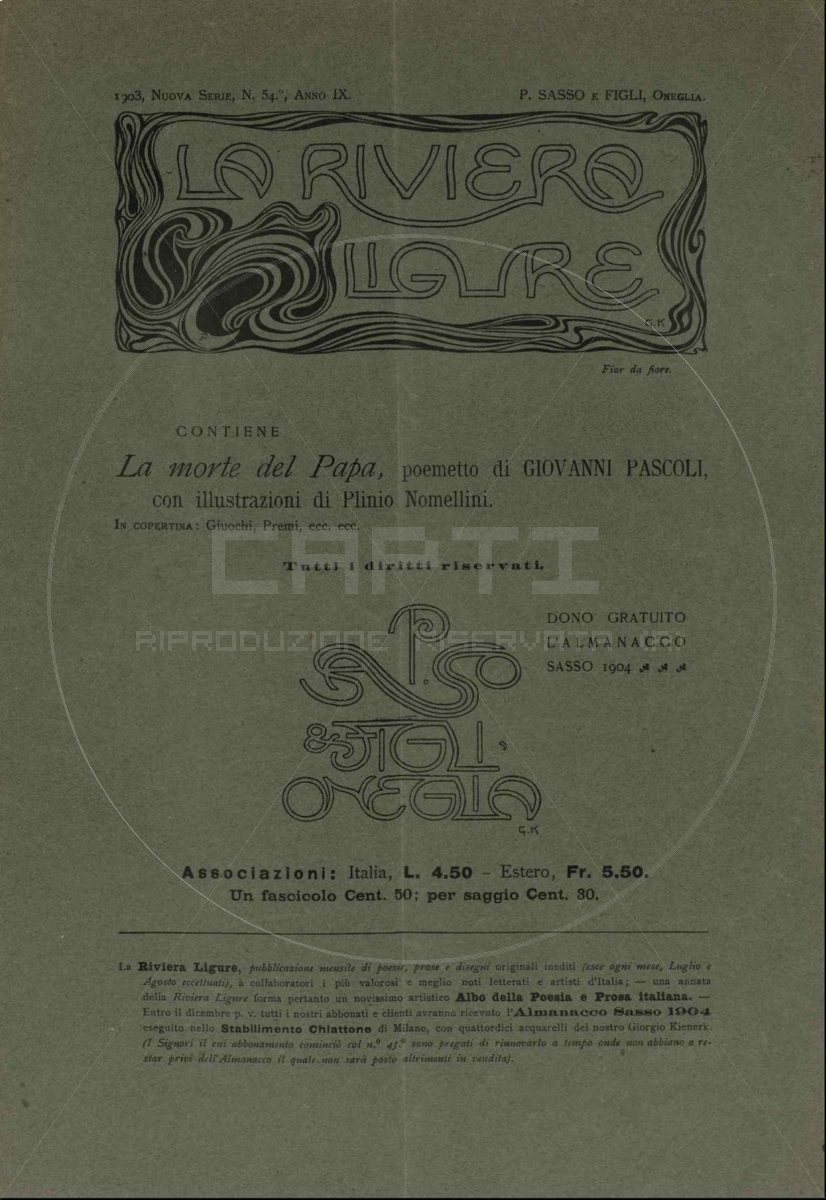 1903, Nuova Serie, N. 54.°, Anno IX. P. SASSO e FIGLI, Oneglia.
LA RIVIERA
LIGURE
G.K
Fior da fiore.
CONTIENE
La morte del Papa, poemetto di GIOVANNI PASCOLI,
con illustrazioni di Plinio Nomellini.
In copertina: Giuochi, Premi, ecc. ecc.
CARTI
Tutti i diritti riservati.
DONO GRATUITO
RIPRODUZIONE RISERVATA
L'ALMANACCO
SASSO 1904
P. SASSO
& FIGLI,
ONEGLIA
G.K
Associazioni: Italia, L. 4.50 – Estero, Fr. 5.50.
Un fascicolo Cent. 50; per saggio Cent. 30.
La Riviera Ligure, pubblicazione mensile di poesie, prose e disegni originali inediti (esce ogni mese, Luglio e
Agosto eccettuati), à collaboratori i più valorosi e meglio noti letterati e artisti d'Italia; — una annata
della Riviera Ligure forma pertanto un novissimo artistico Albo della Poesia e Prosa italiana. —
Entro il dicembre p. v. tutti i nostri abbonati e clienti avranno ricevuto l'Almanacco Sasso 1904
eseguito nello Stabilimento Chiattone di Milano, con quattordici acquarelli del nostro Giorgio Kienerk.
(I Signori il cui abbonamento cominciò col n.° 45.° sono pregati di rinnovarlo a tempo onde non abbiano a re-
star privi dell'Almanacco il quale non sarà posto altrimenti in vendita).